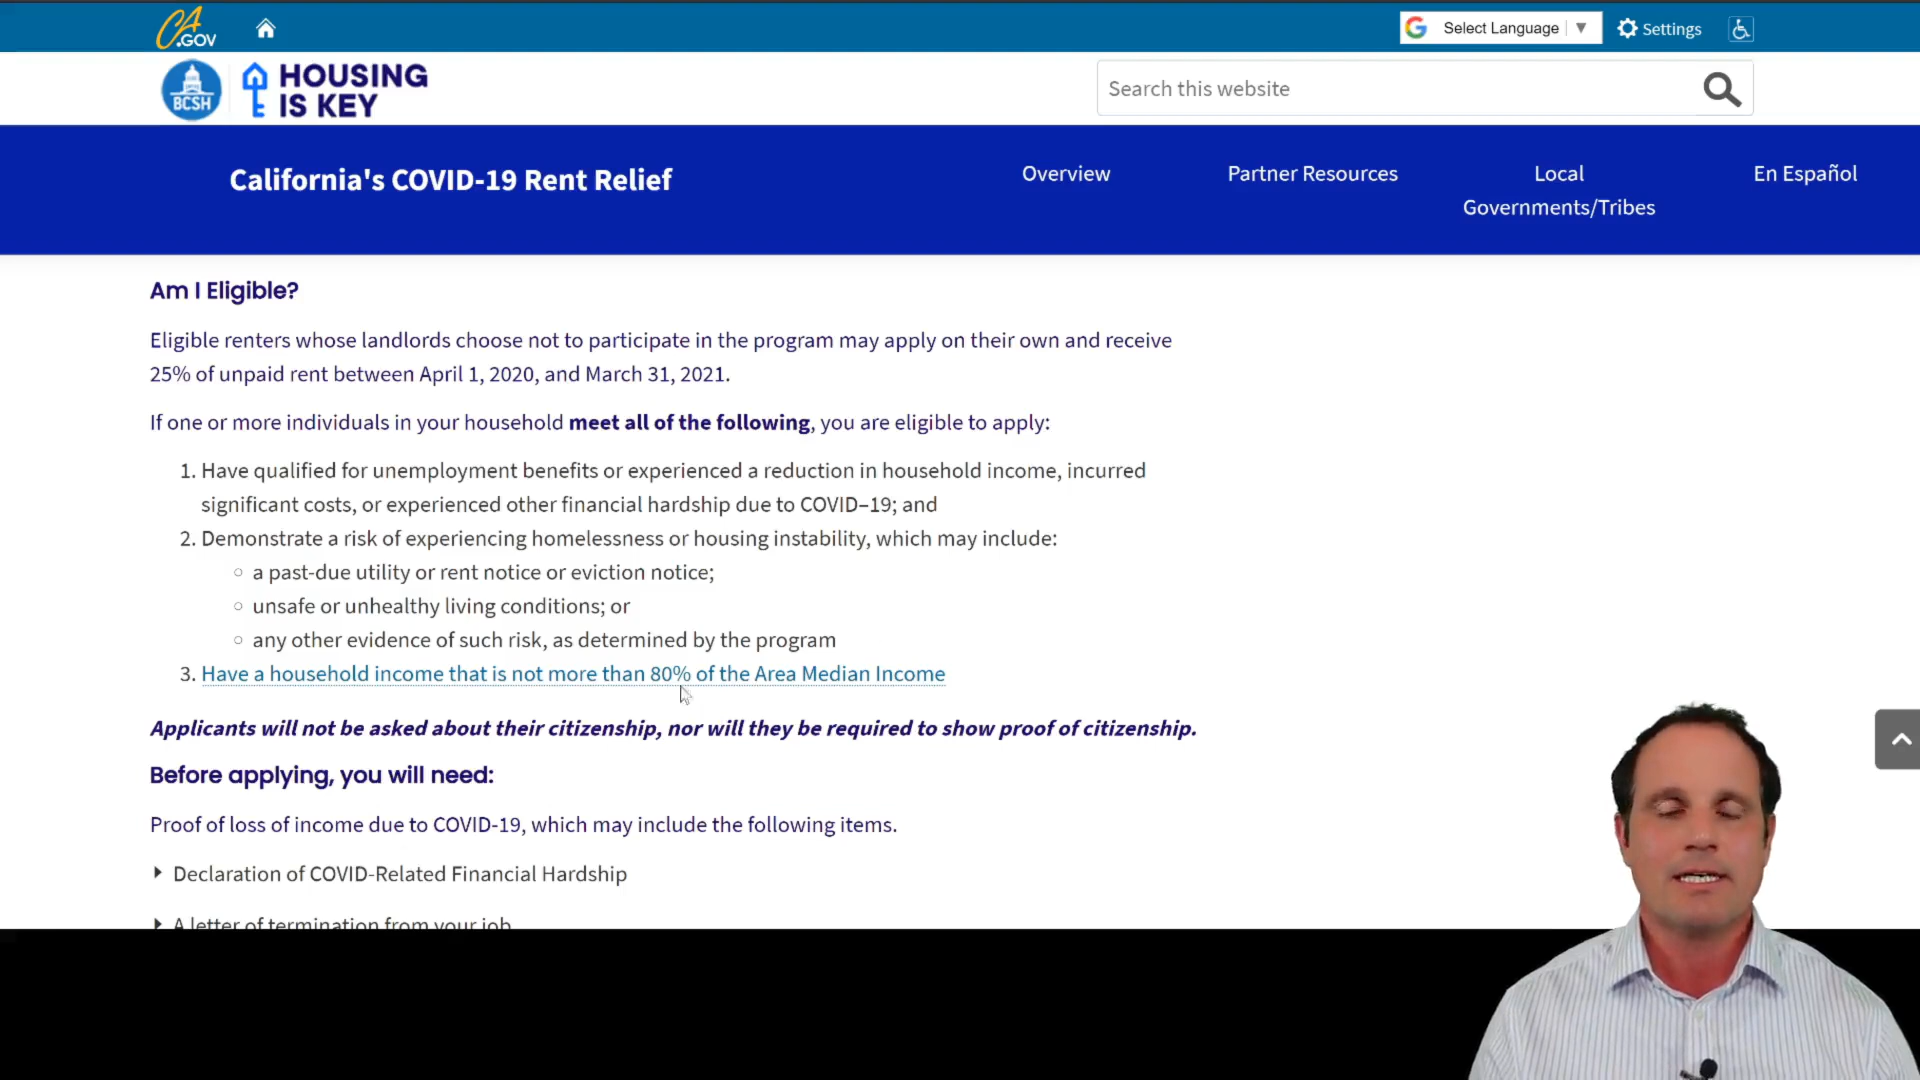 CA.GOV
Select Language ▼
Settings
BCSH
HOUSING
IS KEY
Search this website
California's COVID-19 Rent Relief
Overview
Partner Resources
Local
Governments/Tribes
En Español
Am I Eligible?
Eligible renters whose landlords choose not to participate in the program may apply on their own and receive
25% of unpaid rent between April 1, 2020, and March 31, 2021.
If one or more individuals in your household meet all of the following, you are eligible to apply:
1. Have qualified for unemployment benefits or experienced a reduction in household income, incurred
significant costs, or experienced other financial hardship due to COVID–19; and
2. Demonstrate a risk of experiencing homelessness or housing instability, which may include:
○ a past-due utility or rent notice or eviction notice;
○ unsafe or unhealthy living conditions; or
○ any other evidence of such risk, as determined by the program
3. Have a household income that is not more than 80% of the Area Median Income
Applicants will not be asked about their citizenship, nor will they be required to show proof of citizenship.
Before applying, you will need:
Proof of loss of income due to COVID-19, which may include the following items.
Declaration of COVID-Related Financial Hardship
A letter of termination from your job